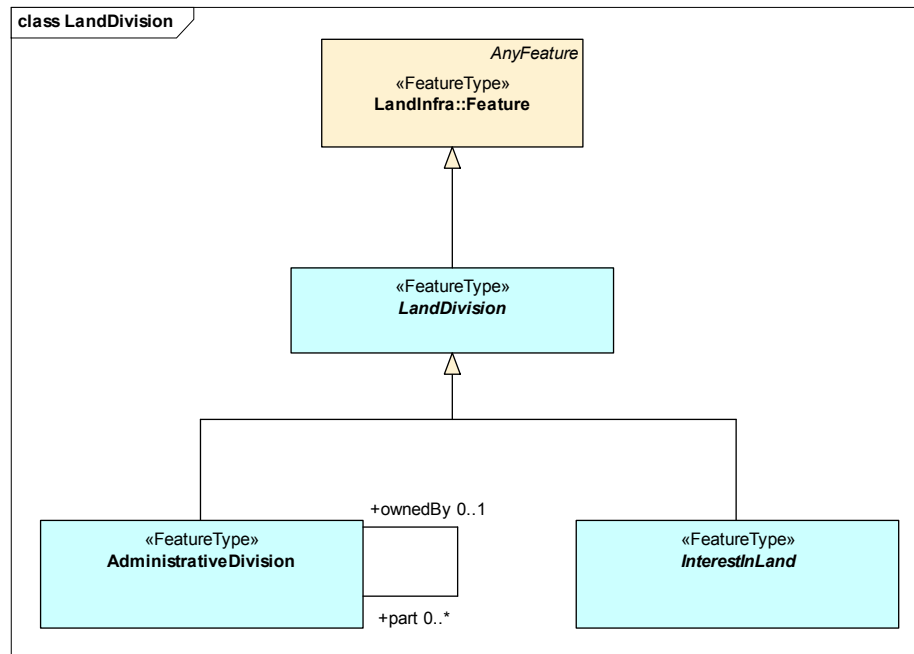 class LandDivision
AnyFeature
«FeatureType»
LandInfra::Feature
«FeatureType»
LandDivision
+ownedBy 0..1
«FeatureType»
AdministrativeDivision
«FeatureType»
InterestInLand
+part 0..*